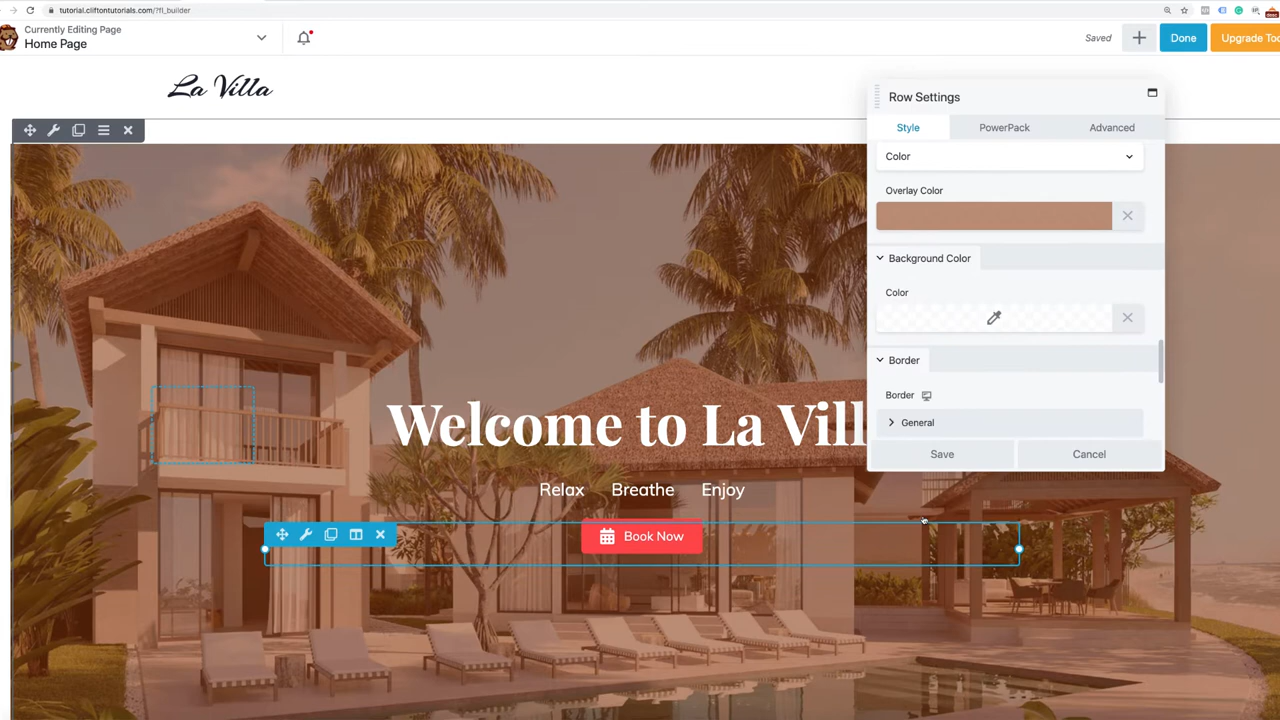 tutorial.cliftontutorials.com/?fl_builder
Currently Editing Page
Home Page
Saved
Done
Upgrade
La Villa
Row Settings
Style
PowerPack
Advanced
Color
Overlay Color
Background Color
Color
Border
Border
General
Save
Cancel
Welcome to La Vill
Relax Breathe Enjoy
Book Now